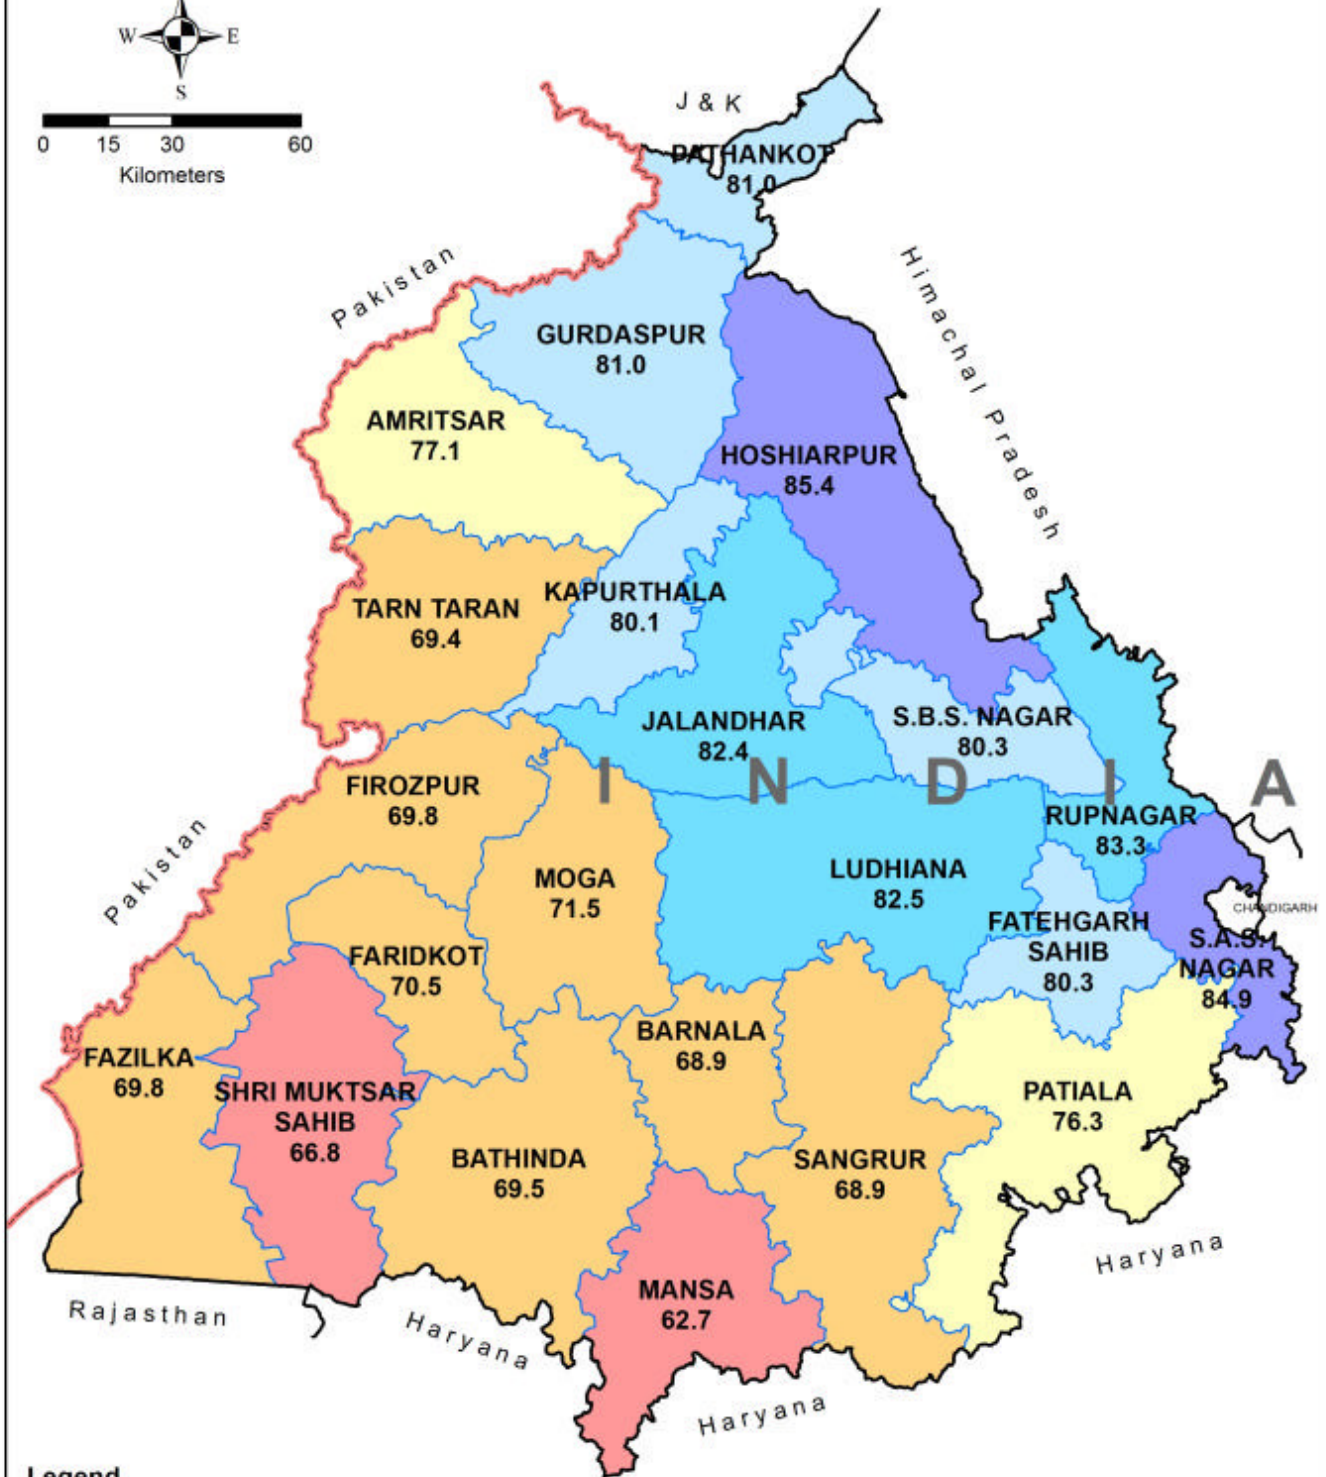 W E
S
0 15 30 60
Kilometers
J & K
PATHANKOT
81.0
Pakistan
Himachal Pradesh
GURDASPUR
81.0
AMRITSAR
77.1
HOSHIARPUR
85.4
KAPURTHALA
80.1
TARN TARAN
69.4
JALANDHAR
82.4
S.B.S. NAGAR
80.3
I N D I A
FIROZPUR
69.8
RUPNAGAR
83.3
Pakistan
MOGA
71.5
LUDHIANA
82.5
CHANDIGARH
FATEHGARH
SAHIB
80.3
S.A.S.
NAGAR
84.9
FARIDKOT
70.5
BARNALA
68.9
FAZILKA
69.8
SHRI MUKTSAR
SAHIB
66.8
PATIALA
76.3
BATHINDA
69.5
SANGRUR
68.9
Haryana
MANSA
62.7
Rajasthan
Haryana
Haryana
Legend